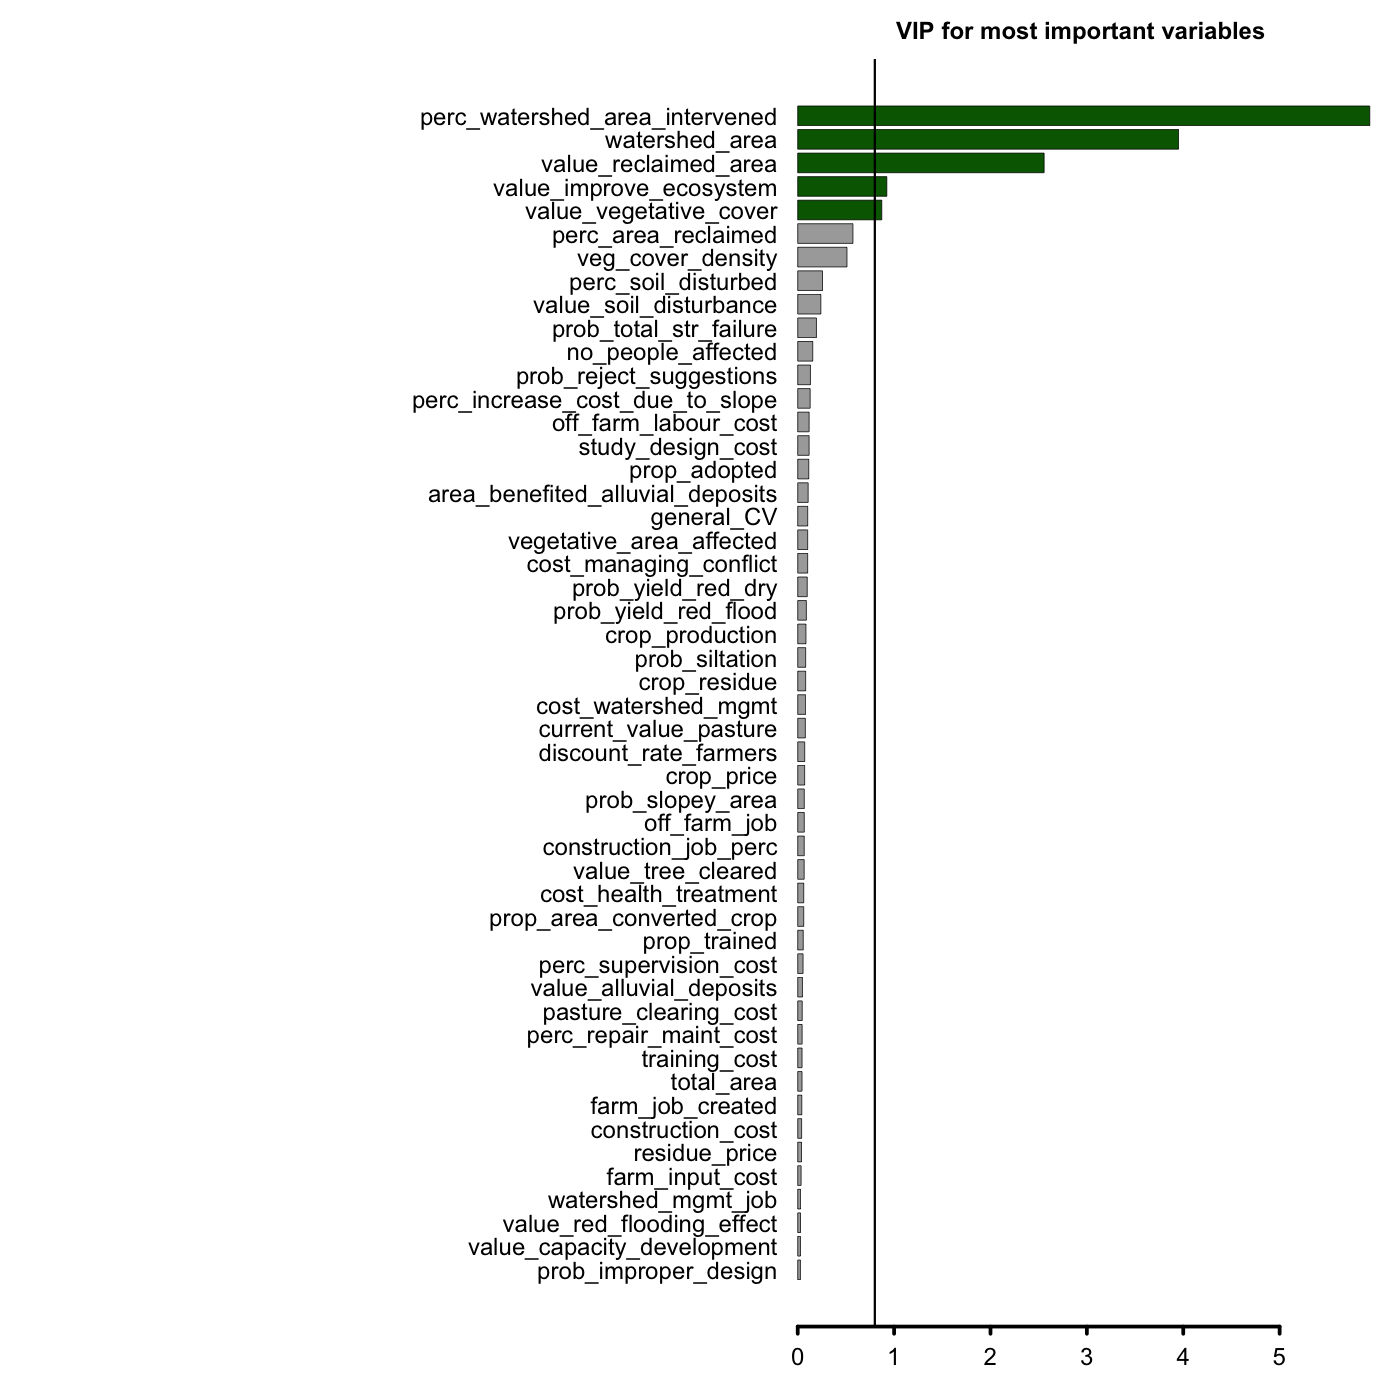 VIP for most important variables
perc_watershed_area_intervened
watershed_area
value_reclaimed_area
value_improve_ecosystem
value_vegetative_cover
perc_area_reclaimed
veg_cover_density
perc_soil_disturbed
value_soil_disturbance
prob_total_str_failure
no_people_affected
prob_reject_suggestions
perc_increase_cost_due_to_slope
off_farm_labour_cost
study_design_cost
prop_adopted
area_benefited_alluvial_deposits
general_CV
vegetative_area_affected
cost_managing_conflict
prob_yield_red_dry
prob_yield_red_flood
crop_production
prob_siltation
crop_residue
cost_watershed_mgmt
current_value_pasture
discount_rate_farmers
crop_price
prob_slopey_area
off_farm_job
construction_job_perc
value_tree_cleared
cost_health_treatment
prop_area_converted_crop
prop_trained
perc_supervision_cost
value_alluvial_deposits
pasture_clearing_cost
perc_repair_maint_cost
training_cost
total_area
farm_job_created
construction_cost
residue_price
farm_input_cost
watershed_mgmt_job
value_red_flooding_effect
value_capacity_development
prob_improper_design
0 1 2 3 4 5